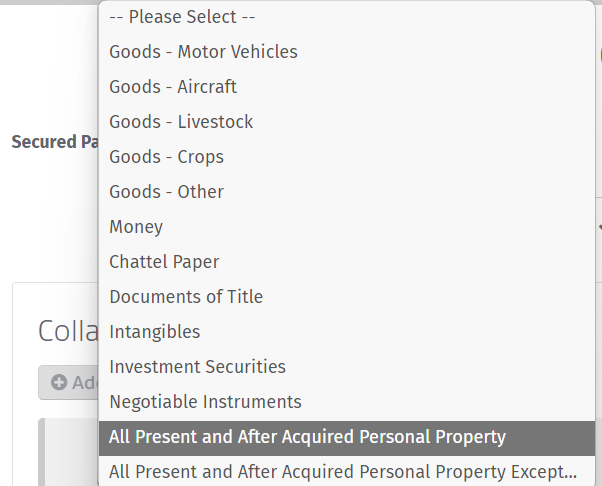 -- Please Select --
Goods - Motor Vehicles
Goods - Aircraft
Goods - Livestock
Secured Pa
Goods - Crops
Goods - Other
Money
Chattel Paper
Documents of Title
Intangibles
Colla
Investment Securities
Ad
Negotiable Instruments
All Present and After Acquired Personal Property
All Present and After Acquired Personal Property Except...